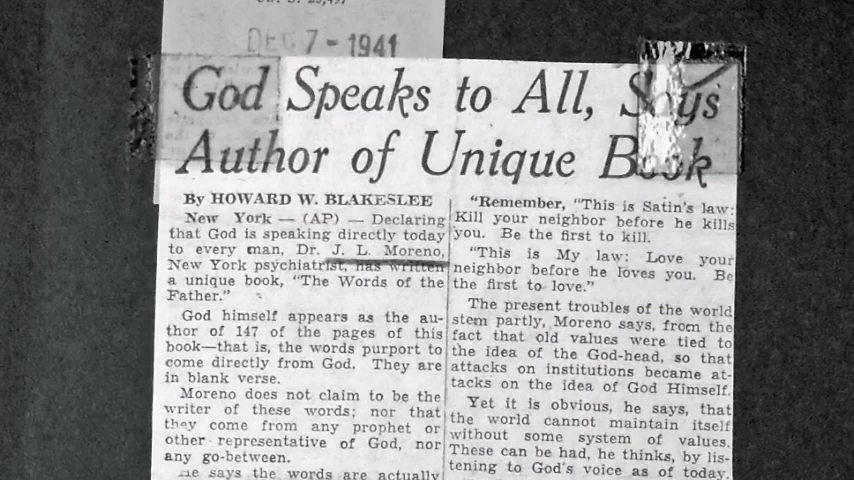 DEC 7 - 1941
God Speaks to All, Says
Author of Unique Book
By HOWARD W. BLAKESLEE
New York — (AP) — Declaring
that God is speaking directly today
to every man, Dr. J. L. Moreno,
New York psychiatrist, has written
a unique book, "The Words of the
Father."
God himself appears as the au-
thor of 147 of the pages of this
book—that is, the words purport to
come directly from God. They are
in blank verse.
Moreno does not claim to be the
writer of these words; nor that
they come from any prophet or
other representative of God, nor
any go-between.
says the words are actually
"Remember, "This is Satin's law:
Kill your neighbor before he kills
you. Be the first to kill.
"This is My law: Love your
neighbor before he loves you. Be
the first to love."
The present troubles of the world
stem partly, Moreno says, from the
fact that old values were tied to
the idea of the God-head, so that
attacks on institutions became at-
tacks on the idea of God Himself.
Yet it is obvious, he says, that
the world cannot maintain itself
without some system of values.
These can be had, he thinks, by lis-
tening to God's voice as of today.